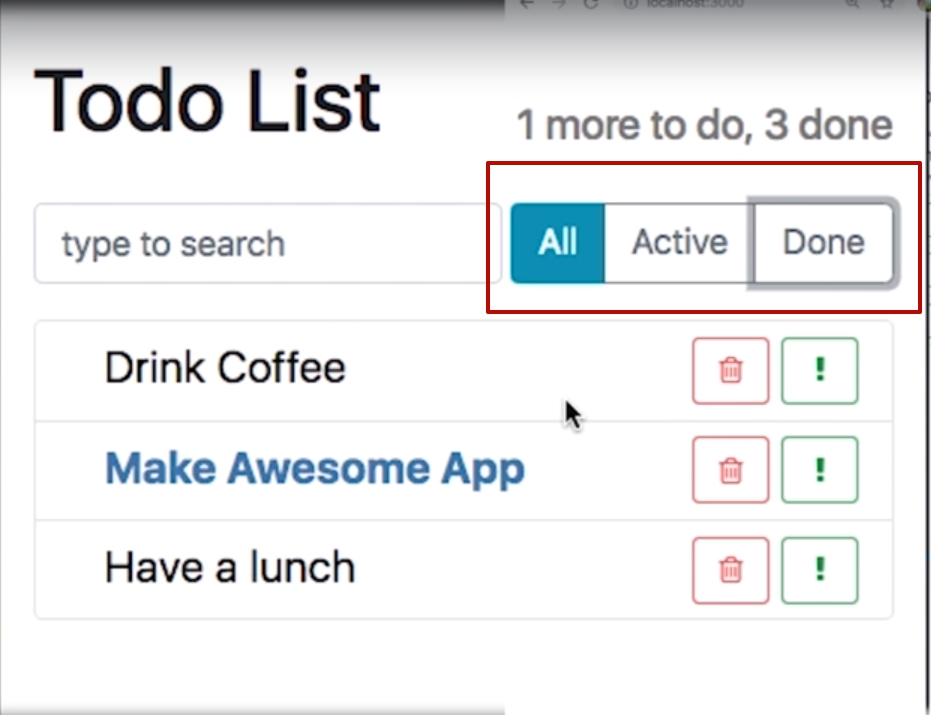 localhost:3000
Todo List
1 more to do, 3 done
type to search
All Active Done
Drink Coffee
!
Make Awesome App
!
Have a lunch
!